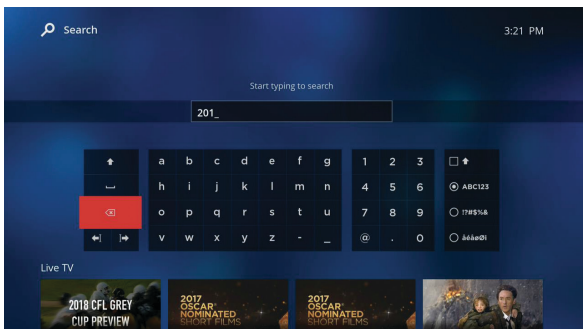 Search
3:21 PM
Start typing to search
201_
a b c d e f g 1 2 3
h i j k l m n 4 5 6 ABC123
o p q r s t u 7 8 9 !?#$%&
v w x y z - _ @ . 0 àéåøØì
Live TV
2018 CFL GREY
CUP PREVIEW
2017
OSCAR®
NOMINATED
SHORT FILMS
2017
OSCAR®
NOMINATED
SHORT FILMS